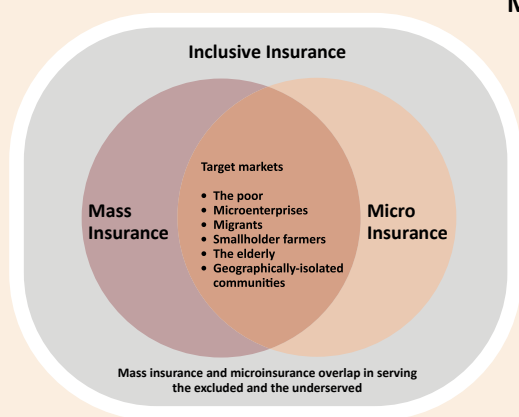 M
Inclusive Insurance
Target markets
• The poor
• Microenterprises
• Migrants
• Smallholder farmers
• The elderly
• Geographically-isolated
communities
Mass
Insurance
Micro
Insurance
Mass insurance and microinsurance overlap in serving
the excluded and the underserved